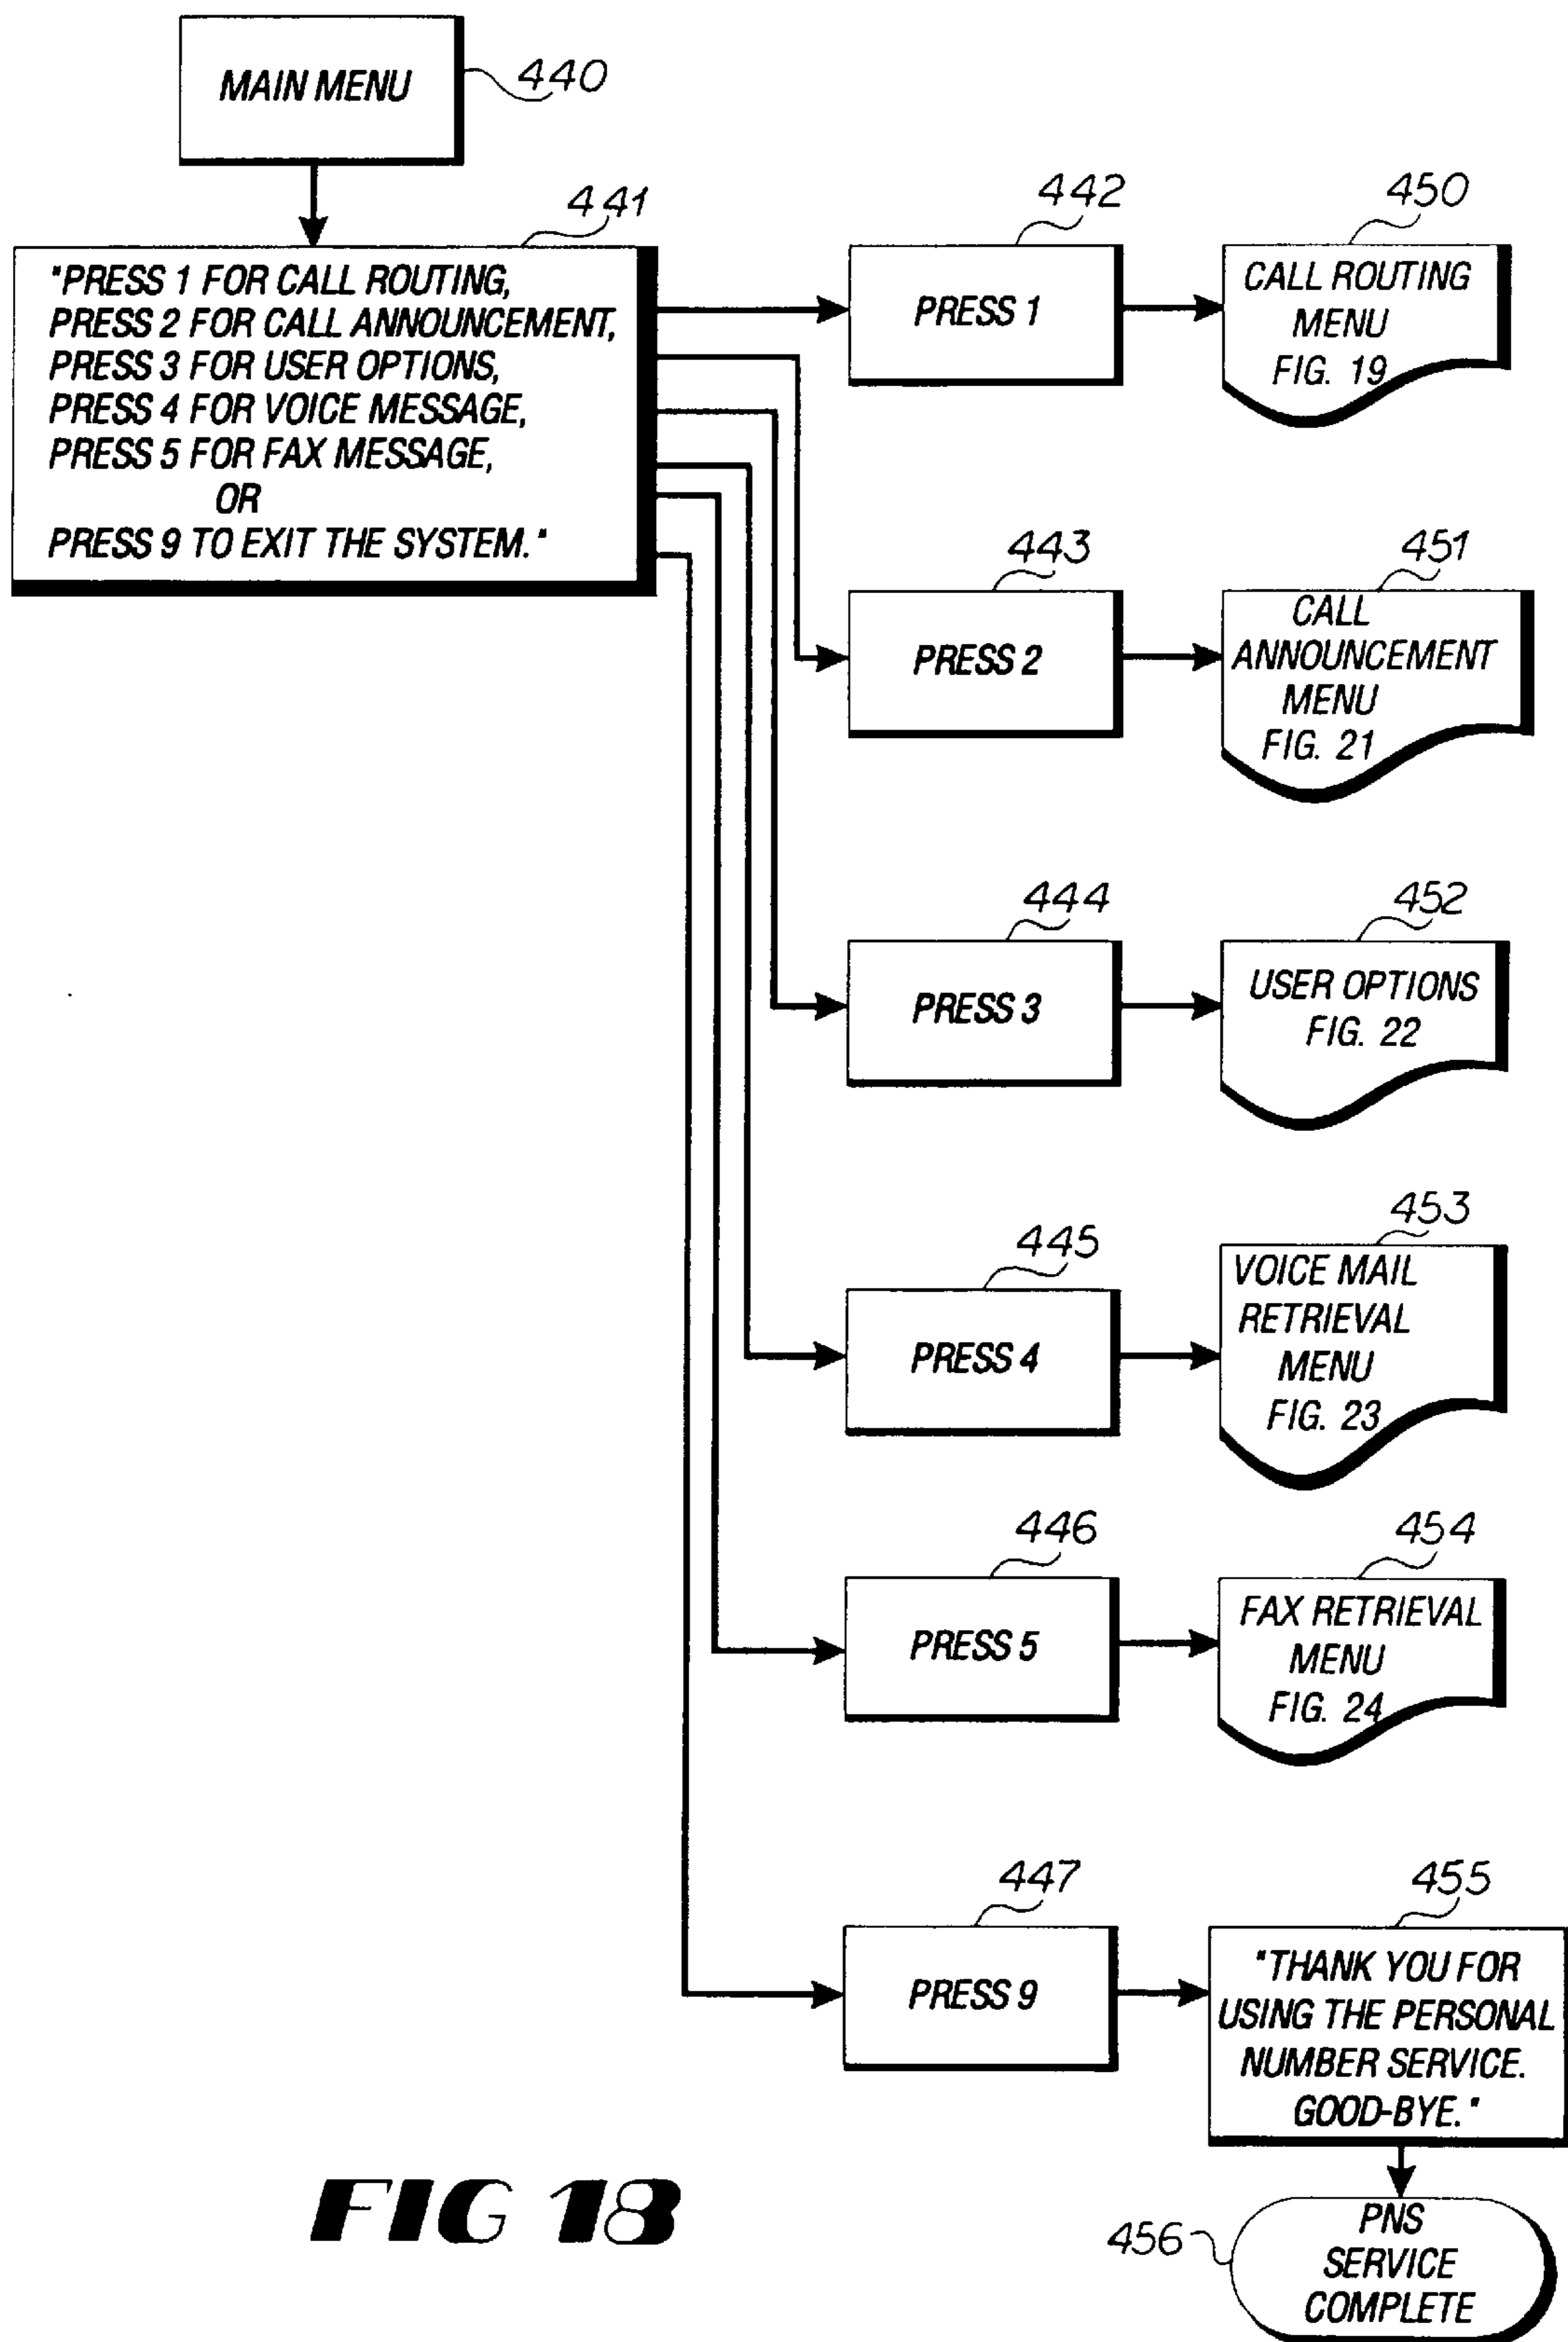 MAIN MENU
440
441
"PRESS 1 FOR CALL ROUTING,
PRESS 2 FOR CALL ANNOUNCEMENT,
PRESS 3 FOR USER OPTIONS,
PRESS 4 FOR VOICE MESSAGE,
PRESS 5 FOR FAX MESSAGE,
OR
PRESS 9 TO EXIT THE SYSTEM."
442
PRESS 1
450
CALL ROUTING
MENU
FIG. 19
443
PRESS 2
451
CALL
ANNOUNCEMENT
MENU
FIG. 21
444
PRESS 3
452
USER OPTIONS
FIG. 22
445
PRESS 4
453
VOICE MAIL
RETRIEVAL
MENU
FIG. 23
446
PRESS 5
454
FAX RETRIEVAL
MENU
FIG. 24
447
PRESS 9
455
"THANK YOU FOR
USING THE PERSONAL
NUMBER SERVICE.
GOOD-BYE."
456
PNS
SERVICE
COMPLETE
FIG 18